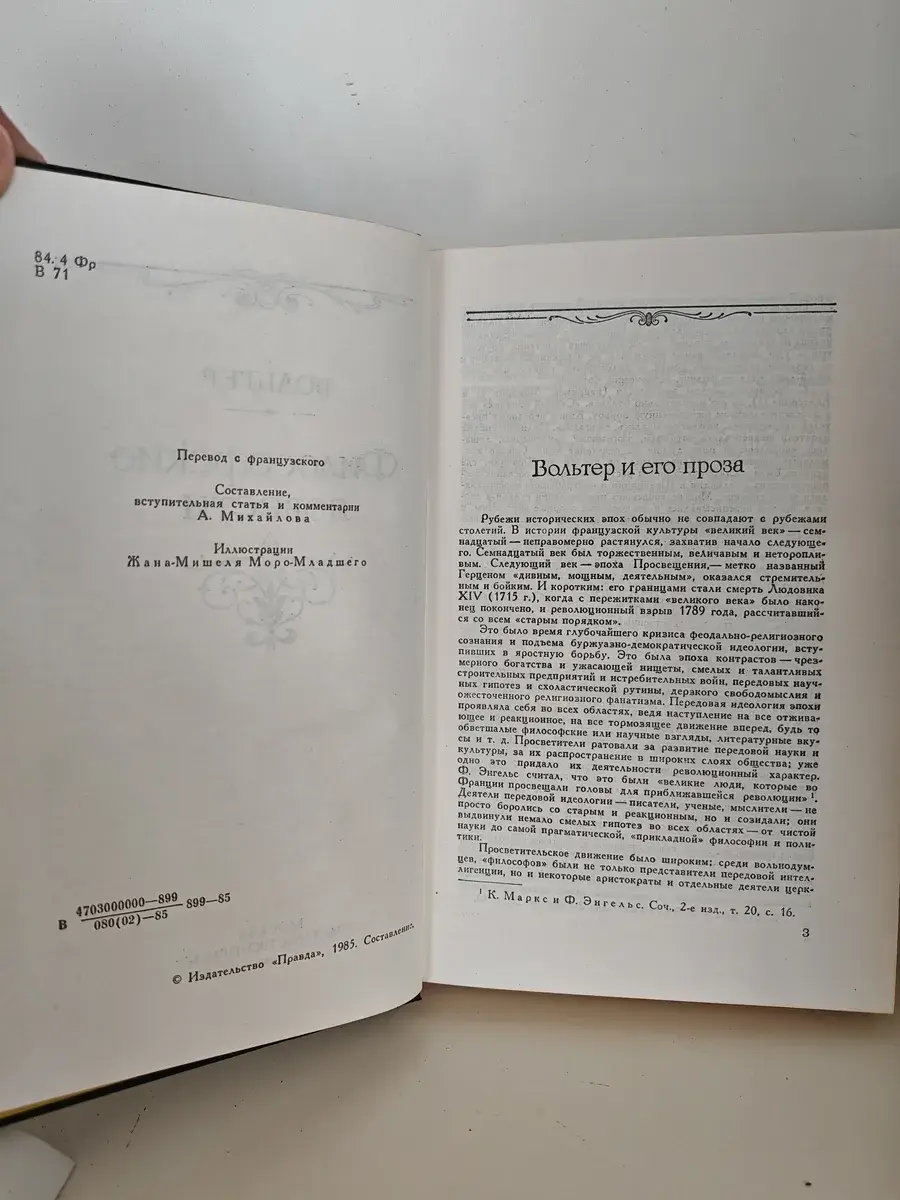 84. 4 Фр
В 71
Перевод с французского
Составление,
вступительная статья и комментарии
А. Михайлова
Иллюстрации
Жана-Мишеля Моро-Младшего
В 4703000000—899
080(02)—85 899—85
© Издательство «Правда», 1985. Составление.
Вольтер и его проза
Рубежи исторических эпох обычно не совпадают с рубежами
столетий. В истории французской культуры «великий век» — сем-
надцатый — неправомерно растянулся, захватив начало следующе-
го. Семнадцатый век был торжественным, величавым и неторопли-
вым. Следующий век — эпоха Просвещения,— метко названный
Герценом «дивным, мощным, деятельным», оказался стремитель-
ным и бойким. И коротким: его границами стали смерть Людовика
XIV (1715 г.), когда с пережитками «великого века» было нако-
нец покончено, и революционный взрыв 1789 года, рассчитавший-
ся со всем «старым порядком».
Это было время глубочайшего кризиса феодально-религиозного
сознания и подъема буржуазно-демократической идеологии, всту-
пивших в яростную борьбу. Это была эпоха контрастов — чрез-
мерного богатства и ужасающей нищеты, смелых и талантливых
строительных предприятий и истребительных войн, передовых науч-
ных гипотез и схоластической рутины, дерзкого свободомыслия и
ожесточенного религиозного фанатизма. Передовая идеология эпохи
проявляла себя во всех областях, ведя наступление на все отжива-
ющее и реакционное, на все тормозящее движение вперед, будь то
обветшалые философские или научные взгляды, литературные вку-
сы и т. д. Просветители ратовали за развитие передовой науки и
культуры, за их распространение в широких слоях общества; уже
одно это придало их деятельности революционный характер.
Ф. Энгельс считал, что это были «великие люди, которые во
Франции просвещали головы для приближавшейся революции» 1.
Деятели передовой идеологии — писатели, ученые, мыслители — не
просто боролись со старым и реакционным, но и созидали; они
выдвинули немало смелых гипотез во всех областях — от чистой
науки до самой прагматической, «прикладной» философии и поли-
тики.
Просветительское движение было широким; среди вольнодум-
цев, «философов» были не только представители передовой интел-
лигенции, но и некоторые аристократы и отдельные деятели церк-
1 К. Маркс и Ф. Энгельс. Соч., 2-е изд., т. 20, с. 16.
3